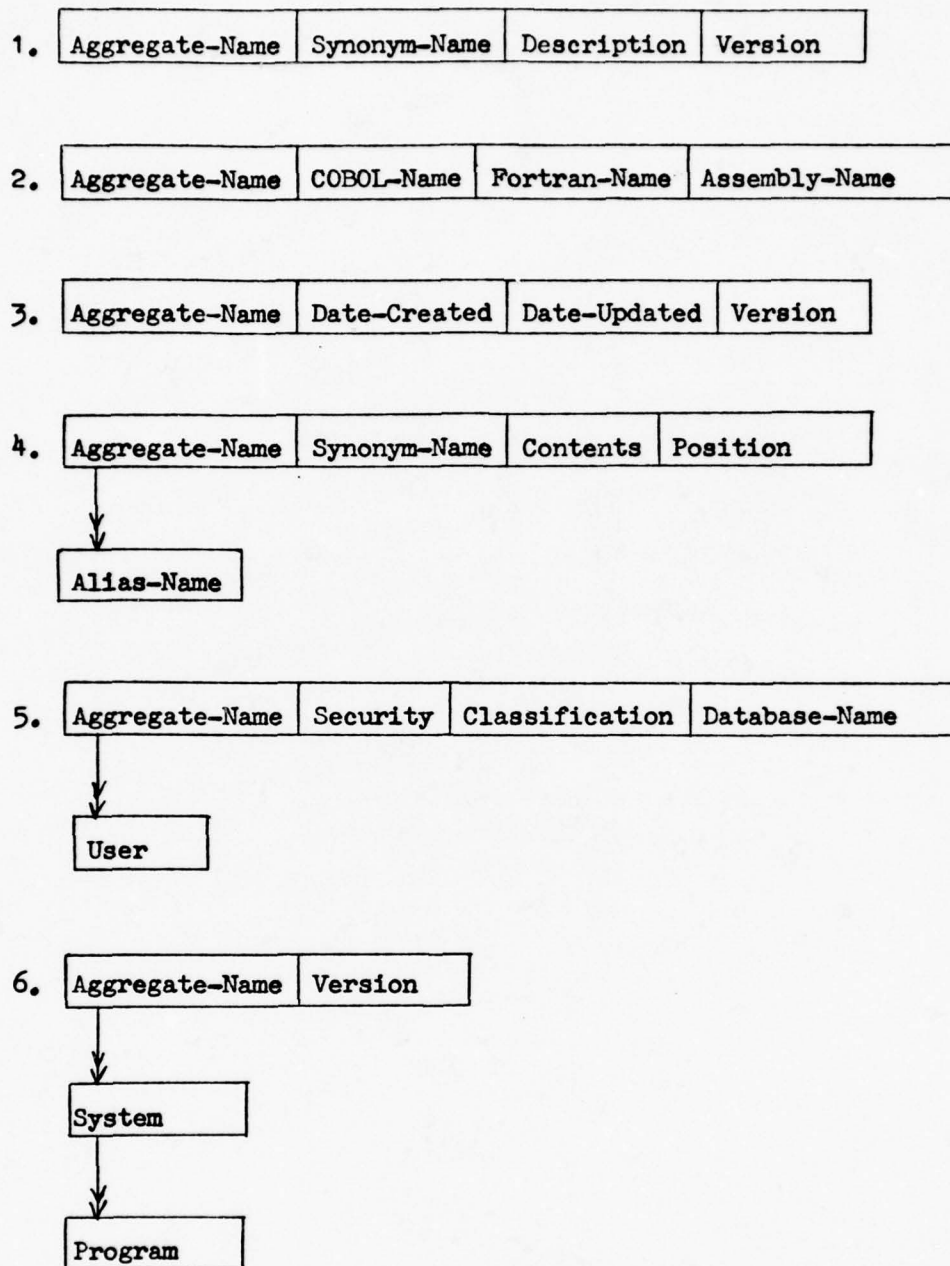 1. Aggregate-Name Synonym-Name Description Version
2. Aggregate-Name COBOL-Name Fortran-Name Assembly-Name
3. Aggregate-Name Date-Created Date-Updated Version
4. Aggregate-Name Synonym-Name Contents Position
Alias-Name
5. Aggregate-Name Security Classification Database-Name
User
6. Aggregate-Name Version
System
Program